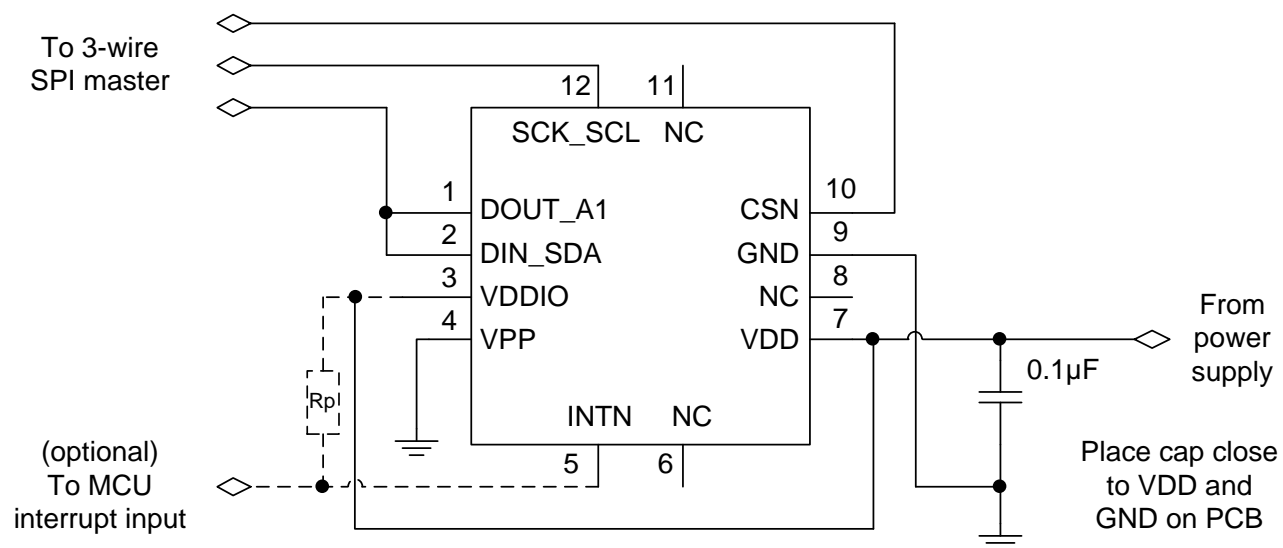 To 3-wire
SPI master
12
11
SCK_SCL
NC
1
DOUT_A1
2
DIN_SDA
3
VDDIO
4
VPP
10
CSN
9
GND
8
NC
7
VDD
INTN
NC
5
6
Rp
(optional)
To MCU
interrupt input
From
power
supply
0.1µF
Place cap close
to VDD and
GND on PCB